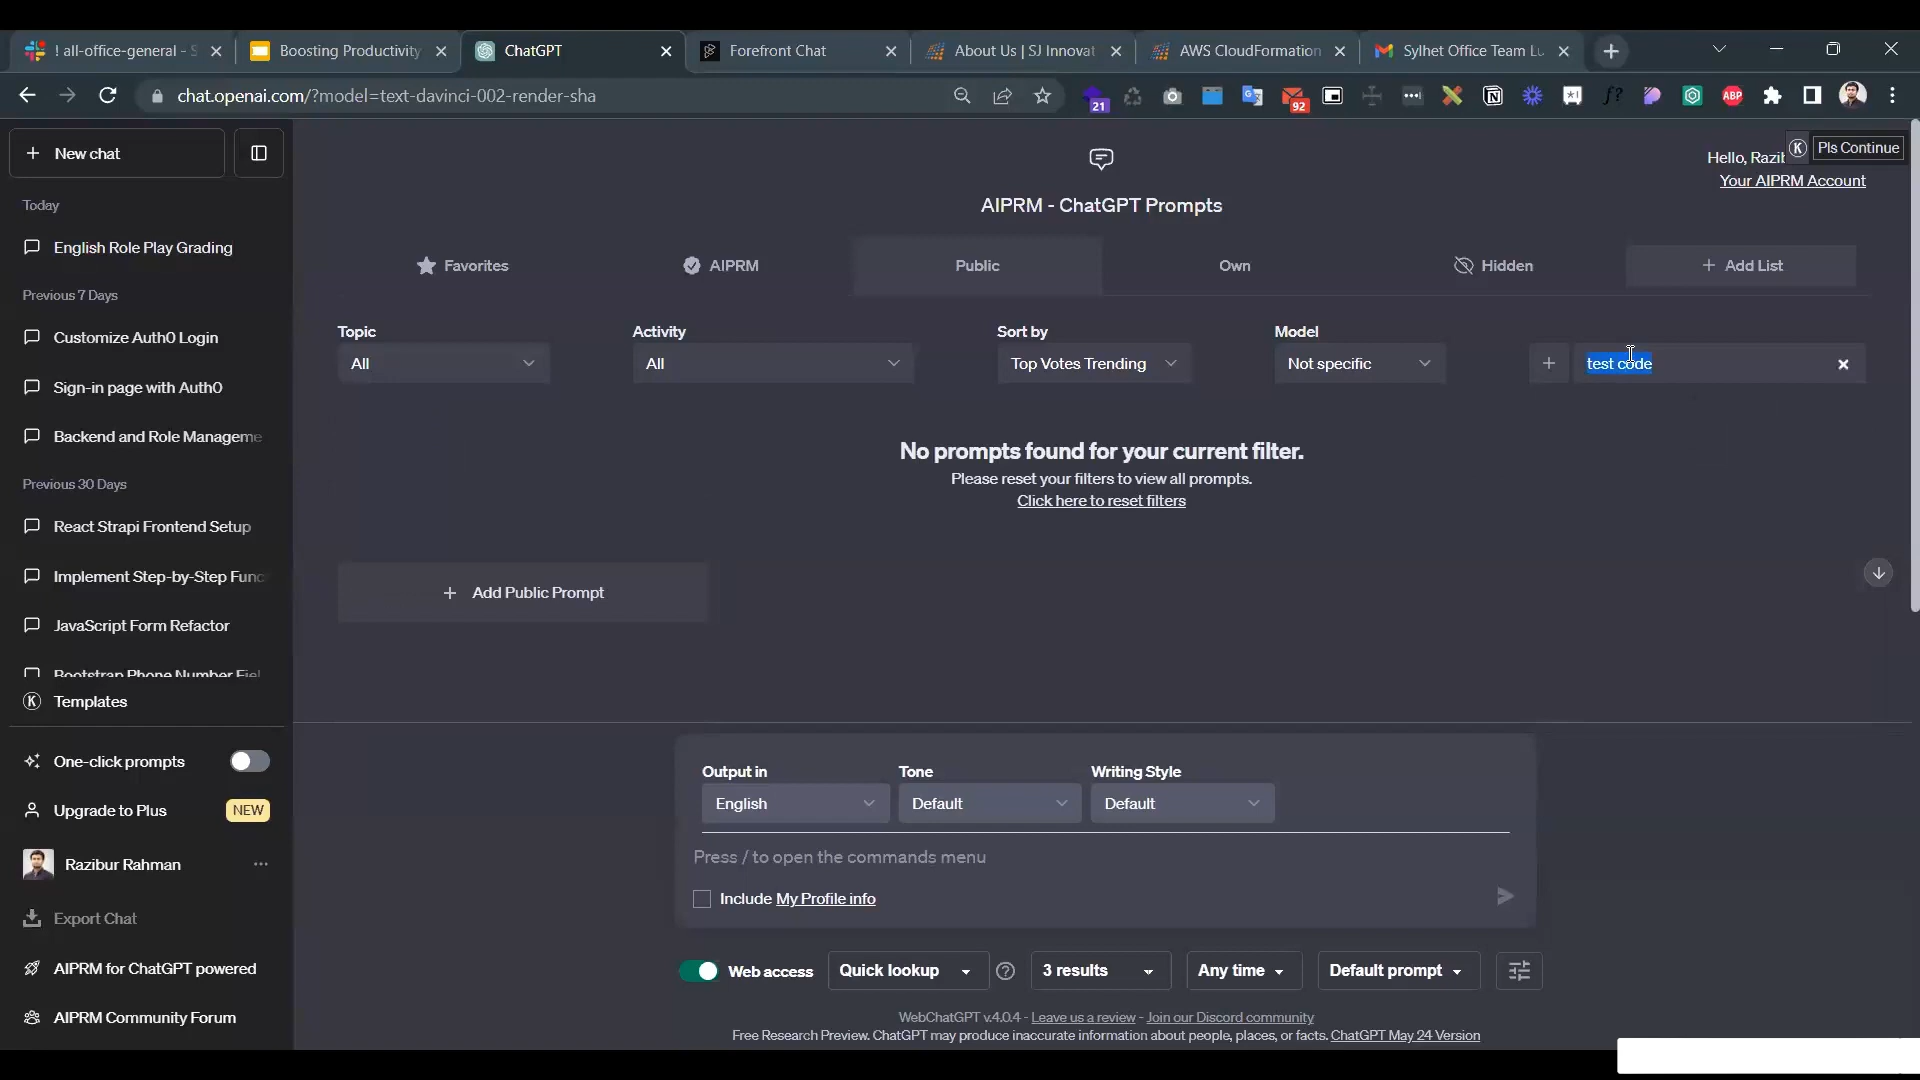 ! all-office-general - S
Boosting Productivity
ChatGPT
Forefront Chat
About Us | SJ Innovat
AWS CloudFormation
Sylhet Office Team Lu
chat.openai.com/?model=text-davinci-002-render-sha
21
92
ABP
New chat
Today
English Role Play Grading
Previous 7 Days
Customize Auth0 Login
Sign-in page with Auth0
Backend and Role Manageme
Previous 30 Days
React Strapi Frontend Setup
Implement Step-by-Step Func
JavaScript Form Refactor
Bootstrap Phone Number Fiel
Templates
One-click prompts
Upgrade to Plus NEW
Razibur Rahman
Export Chat
AIPRM for ChatGPT powered
AIPRM Community Forum
Hello, Razib
Pls Continue
Your AIPRM Account
AIPRM - ChatGPT Prompts
Favorites
AIPRM
Public
Own
Hidden
+ Add List
Topic
Activity
Sort by
Model
All
All
Top Votes Trending
Not specific
test code
No prompts found for your current filter.
Please reset your filters to view all prompts.
Click here to reset filters
+ Add Public Prompt
Output in
Tone
Writing Style
English
Default
Default
Press / to open the commands menu
Include My Profile info
Web access
Quick lookup
3 results
Any time
Default prompt
WebChatGPT v.4.0.4 - Leave us a review - Join our Discord community
Free Research Preview. ChatGPT may produce inaccurate information about people, places, or facts. ChatGPT May 24 Version